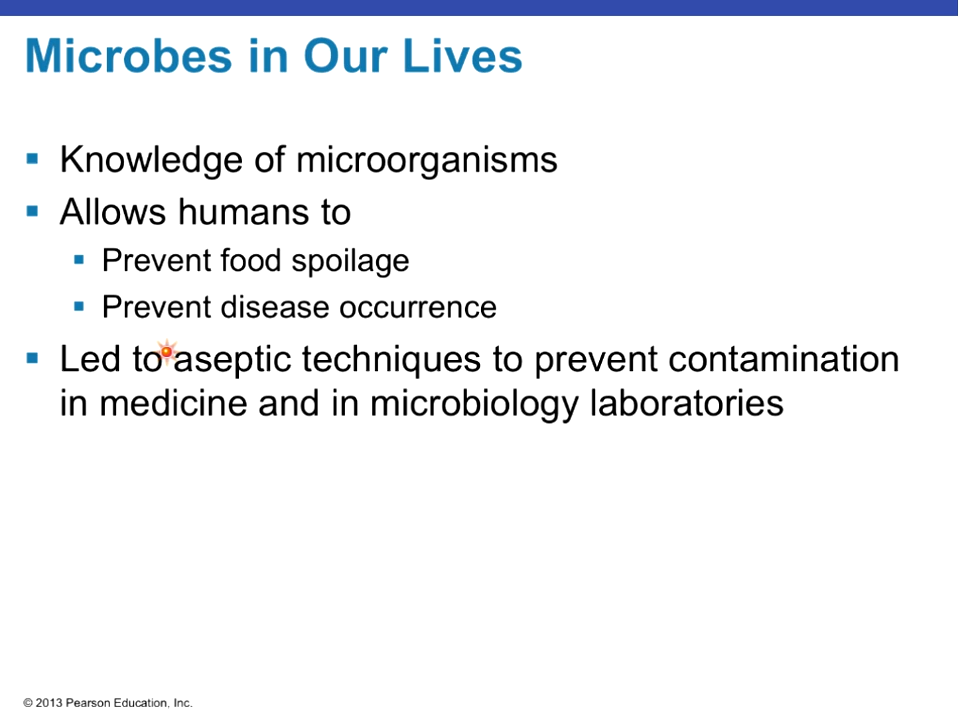 Microbes in Our Lives
Knowledge of microorganisms
Allows humans to
Prevent food spoilage
Prevent disease occurrence
Led to aseptic techniques to prevent contamination
in medicine and in microbiology laboratories
© 2013 Pearson Education, Inc.